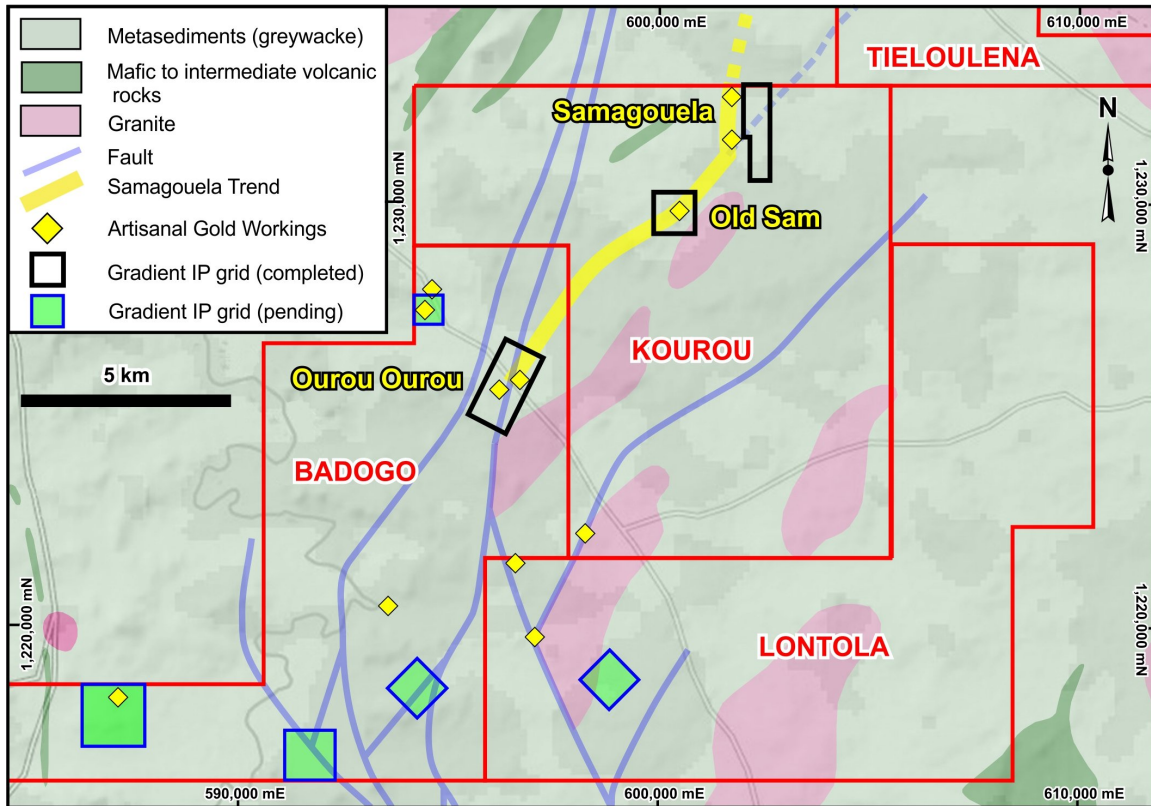 Metasediments (greywacke)
Mafic to intermediate volcanic
rocks
Granite
Fault
Samagouela Trend
Artisanal Gold Workings
Gradient IP grid (completed)
Gradient IP grid (pending)
5 km
600,000 mE
610,000 mE
TIELOULENA
N
Samagouela
1,230,000 mN
1,230,000 mN
Old Sam
KOUROU
Ourou Ourou
BADOGO
1,220,000 mN
1,220,000 mN
LONTOLA
590,000 mE
600,000 mE
610,000 mE